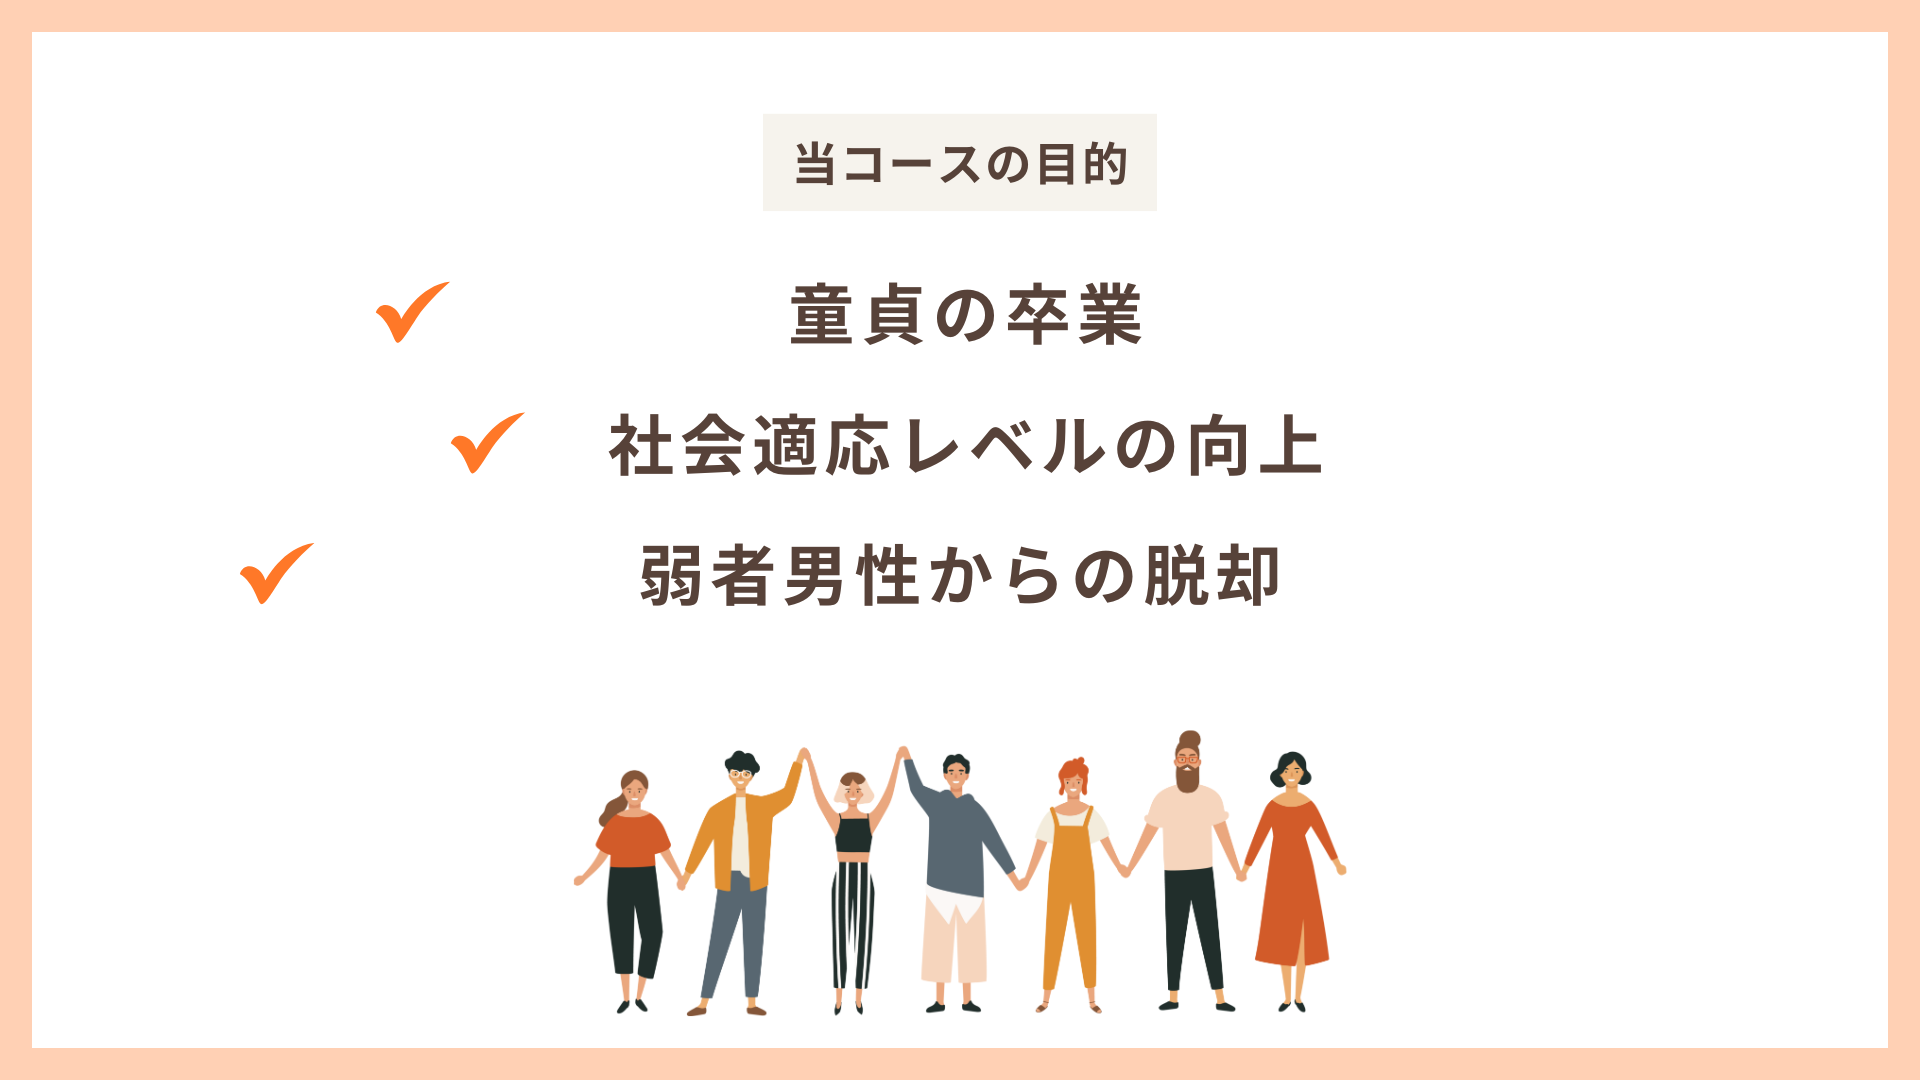 当コースの目的
童貞の卒業
社会適応レベルの向上
弱者男性からの脱却